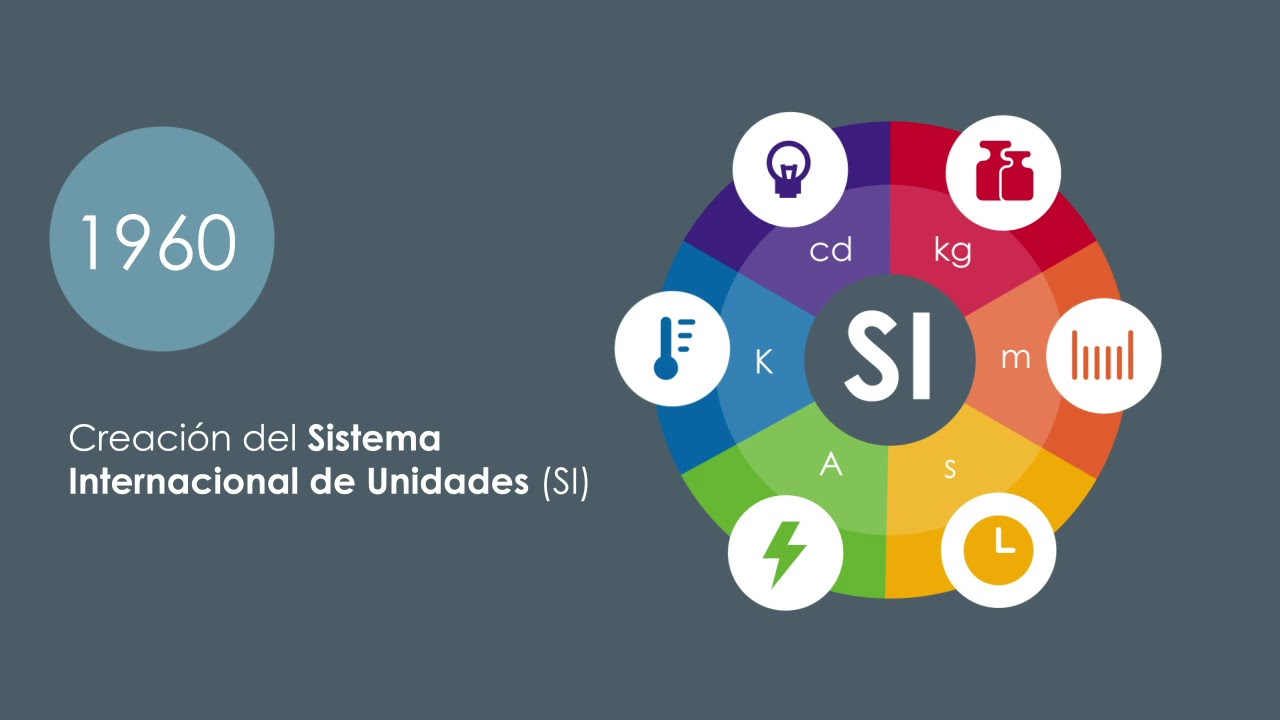 1960
Creación del Sistema
Internacional de Unidades (SI)
cd
kg
K
SI
m
A
s